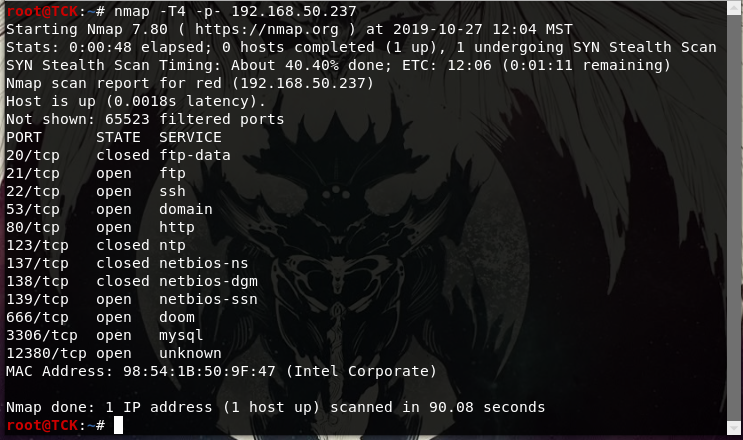 root@TCK:~# nmap -T4 -p- 192.168.50.237
Starting Nmap 7.80 ( https://nmap.org ) at 2019-10-27 12:04 MST
Stats: 0:00:48 elapsed; 0 hosts completed (1 up), 1 undergoing SYN Stealth Scan
SYN Stealth Scan Timing: About 40.40% done; ETC: 12:06 (0:01:11 remaining)
Nmap scan report for red (192.168.50.237)
Host is up (0.0018s latency).
Not shown: 65523 filtered ports
PORT      STATE  SERVICE
20/tcp    closed ftp-data
21/tcp    open   ftp
22/tcp    open   ssh
53/tcp    open   domain
80/tcp    open   http
123/tcp   closed ntp
137/tcp   closed netbios-ns
138/tcp   closed netbios-dgm
139/tcp   open   netbios-ssn
666/tcp   open   doom
3306/tcp  open   mysql
12380/tcp open   unknown
MAC Address: 98:54:1B:50:9F:47 (Intel Corporate)
Nmap done: 1 IP address (1 host up) scanned in 90.08 seconds
root@TCK:~#